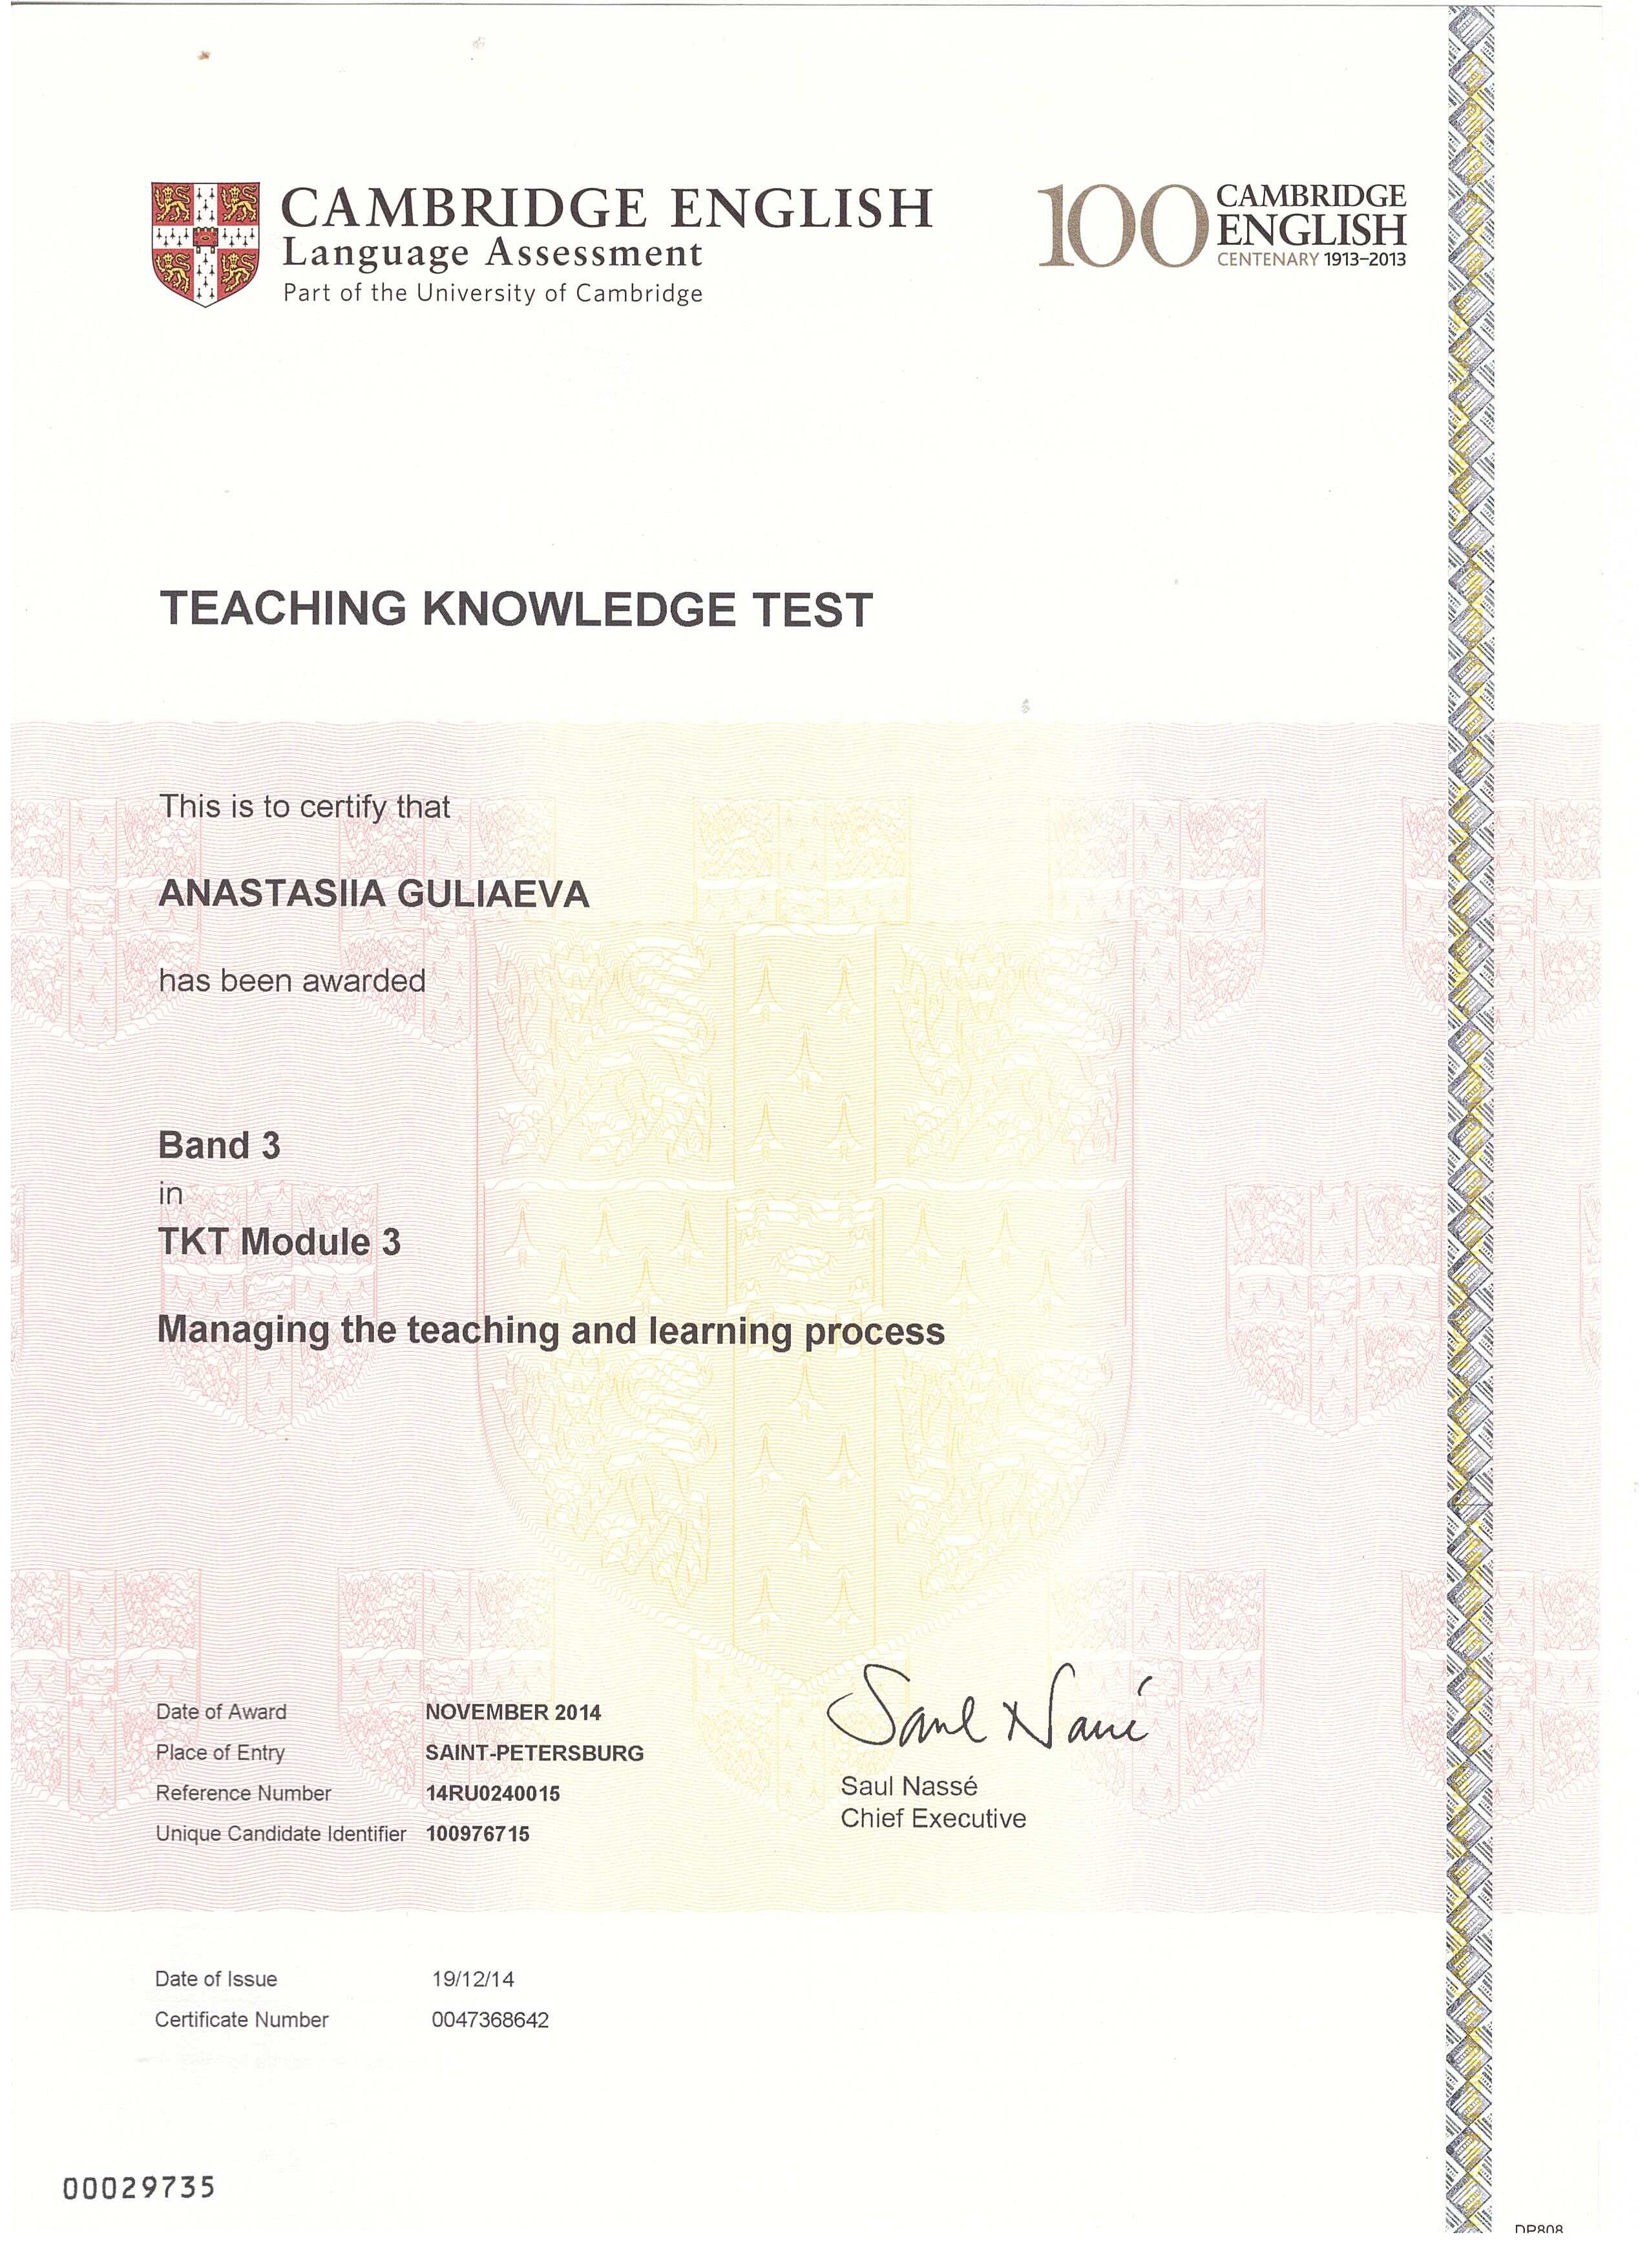 CAMBRIDGE ENGLISH
Language Assessment
Part of the University of Cambridge
100 CAMBRIDGE
ENGLISH
CENTENARY 1913–2013
TEACHING KNOWLEDGE TEST
This is to certify that
ANASTASIIA GULIAEVA
has been awarded
Band 3
in
TKT Module 3
Managing the teaching and learning process
Date of Award NOVEMBER 2014
Place of Entry SAINT-PETERSBURG
Reference Number 14RU0240015
Unique Candidate Identifier 100976715
Saul Nassé
Saul Nassé
Chief Executive
Date of Issue 19/12/14
Certificate Number 0047368642
00029735
DP808